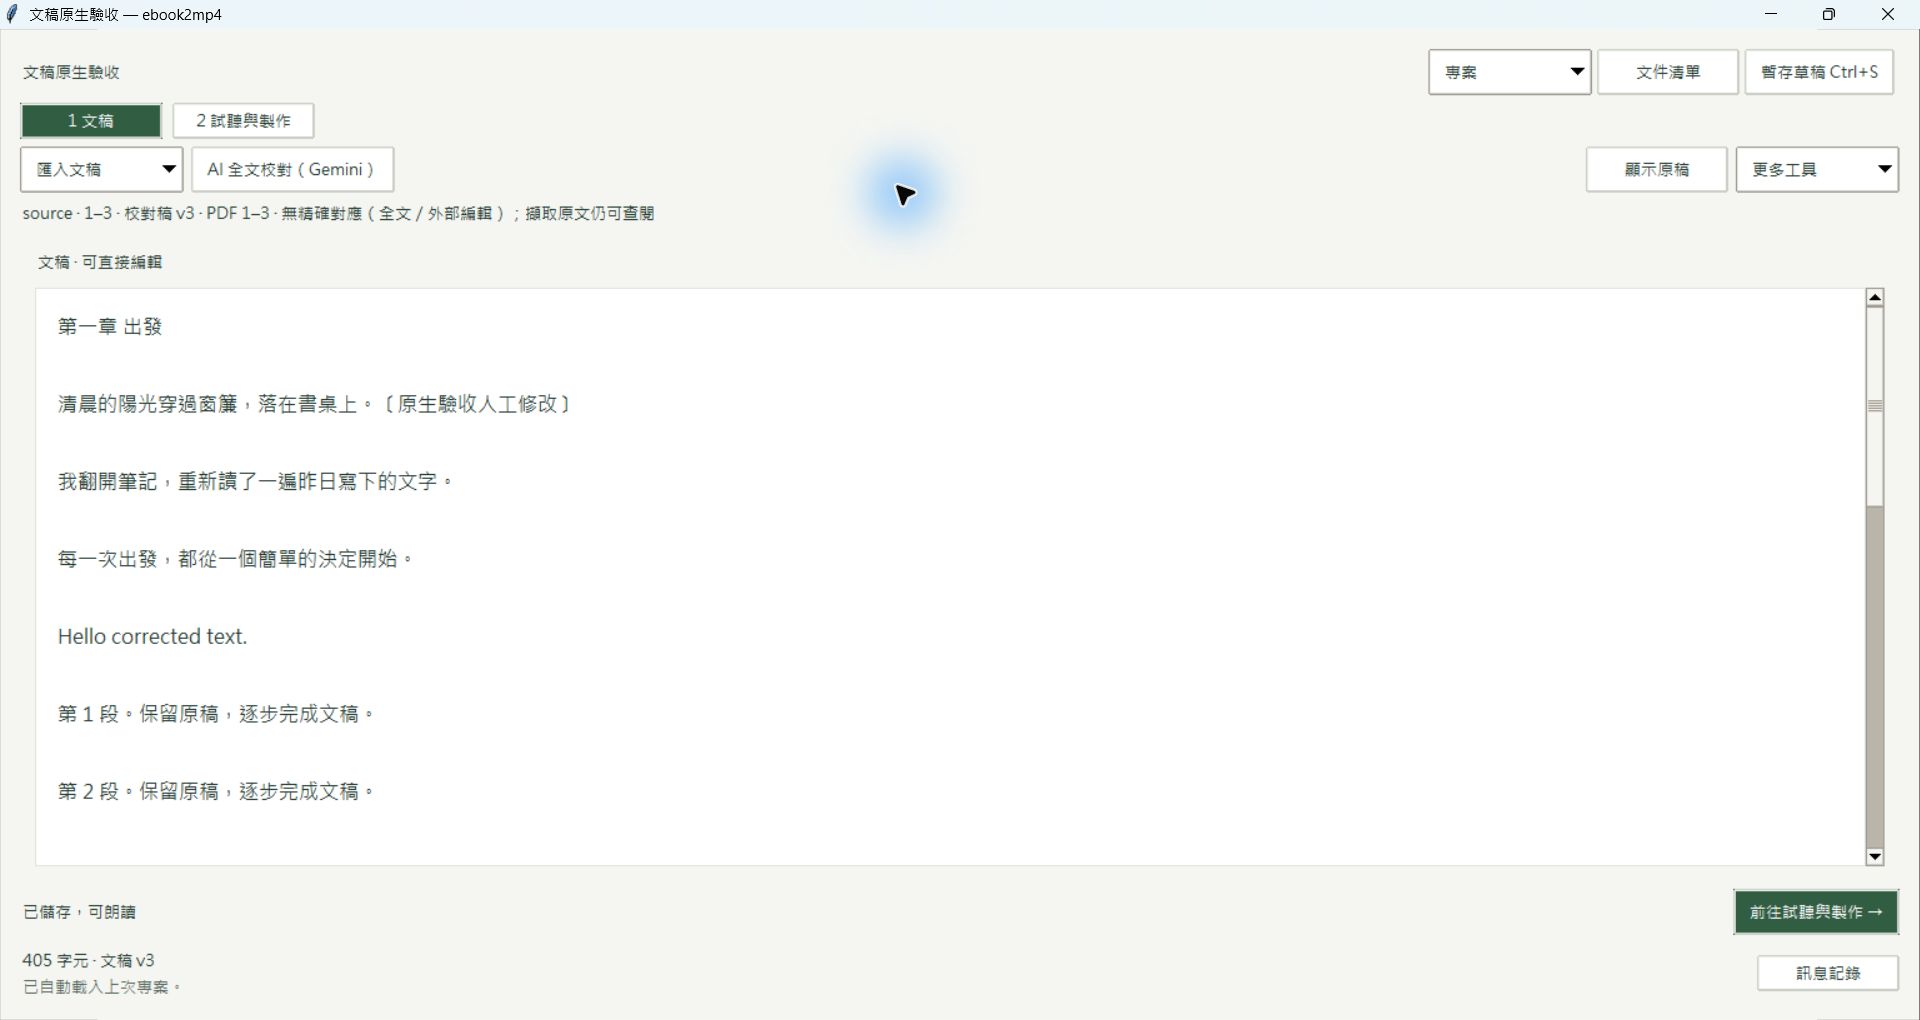 文稿原生驗收 — ebook2mp4
文稿原生驗收
專案
文件清單
暫存草稿 Ctrl+S
1 文稿
2 試聽與製作
匯入文稿
AI 全文校對（Gemini）
顯示原稿
更多工具
source · 1–3 · 校對稿 v3 · PDF 1–3 · 無精確對應（全文 / 外部編輯）；擷取原文仍可查閱
文稿 · 可直接編輯
第一章 出發
清晨的陽光穿過窗簾，落在書桌上。〔原生驗收人工修改〕
我翻開筆記，重新讀了一遍昨日寫下的文字。
每一次出發，都從一個簡單的決定開始。
Hello corrected text.
第 1 段。保留原稿，逐步完成文稿。
第 2 段。保留原稿，逐步完成文稿。
已儲存，可朗讀
前往試聽與製作 →
405 字元 · 文稿 v3
已自動載入上次專案。
訊息記錄